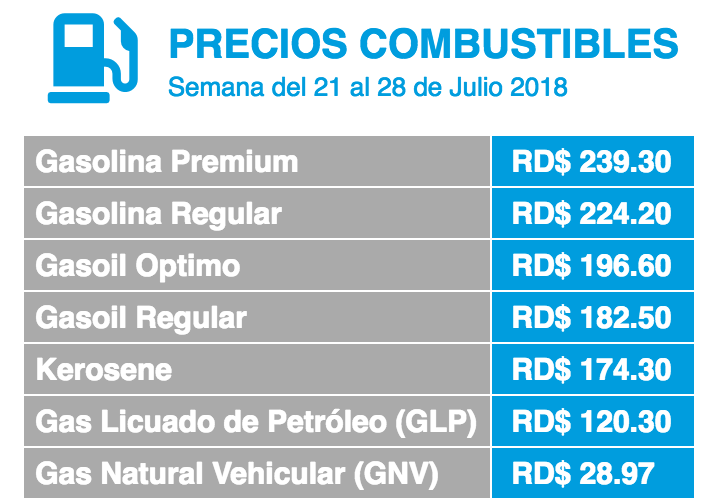 PRECIOS COMBUSTIBLES
Semana del 21 al 28 de Julio 2018
Gasolina Premium RD$ 239.30
Gasolina Regular RD$ 224.20
Gasoil Optimo RD$ 196.60
Gasoil Regular RD$ 182.50
Kerosene RD$ 174.30
Gas Licuado de Petróleo (GLP) RD$ 120.30
Gas Natural Vehicular (GNV) RD$ 28.97